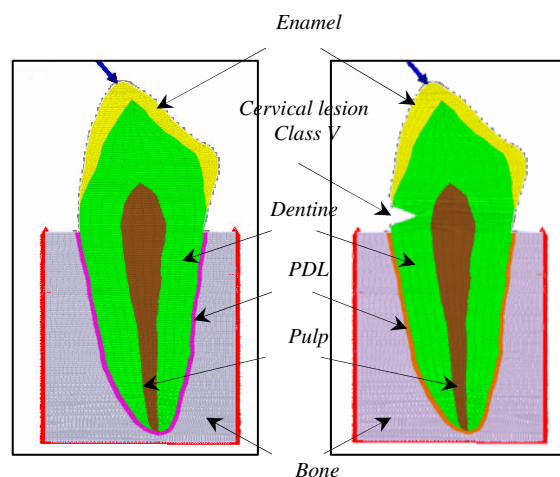 Enamel
Cervical lesion
Class V
Dentine
PDL
Pulp
Bone